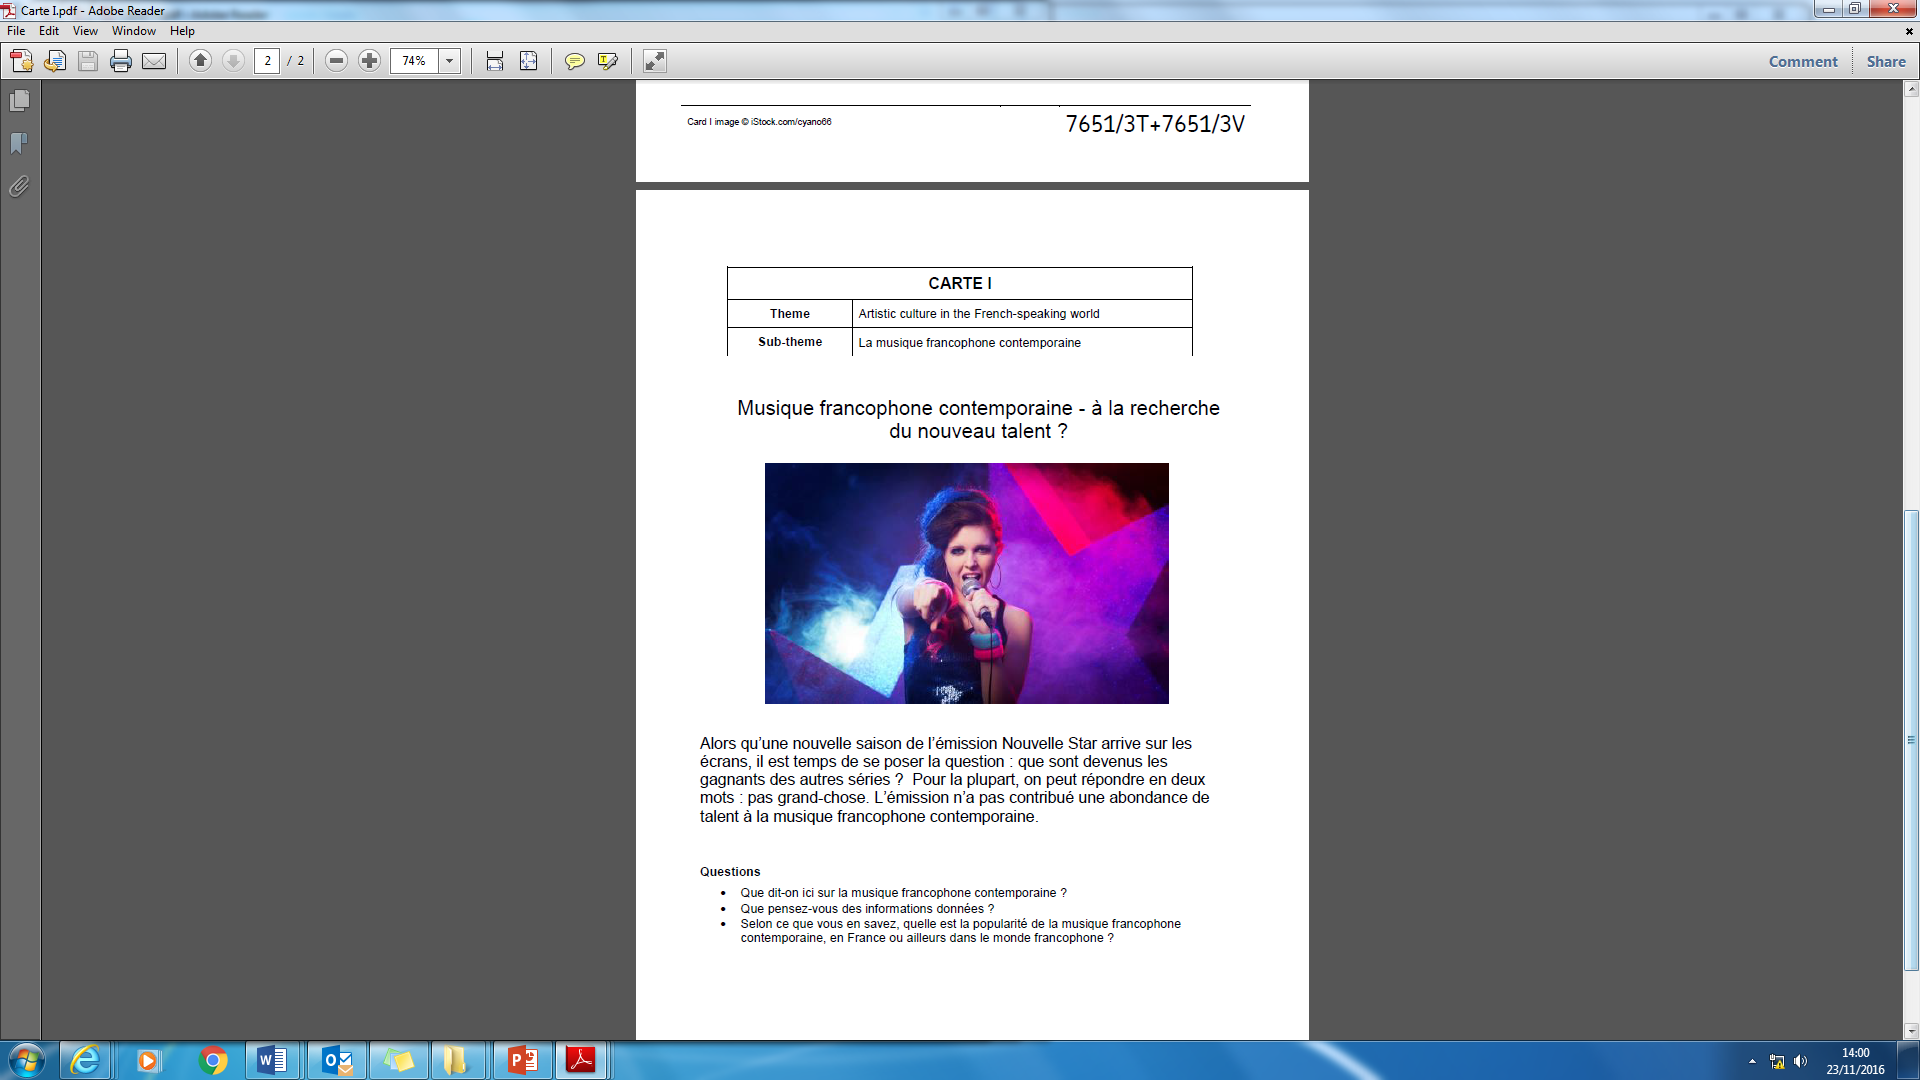 Carte I.pdf - Adobe Reader
File Edit View Window Help
2 / 2 74% Comment Share
Card I image © iStock.com/cyano66
7651/3T+7651/3V
CARTE I
Theme Artistic culture in the French-speaking world
Sub-theme La musique francophone contemporaine
Musique francophone contemporaine - à la recherche
du nouveau talent ?
Alors qu’une nouvelle saison de l’émission Nouvelle Star arrive sur les
écrans, il est temps de se poser la question : que sont devenus les
gagnants des autres séries ? Pour la plupart, on peut répondre en deux
mots : pas grand-chose. L’émission n’a pas contribué une abondance de
talent à la musique francophone contemporaine.
Questions
• Que dit-on ici sur la musique francophone contemporaine ?
• Que pensez-vous des informations données ?
• Selon ce que vous en savez, quelle est la popularité de la musique francophone
contemporaine, en France ou ailleurs dans le monde francophone ?
14:00
23/11/2016